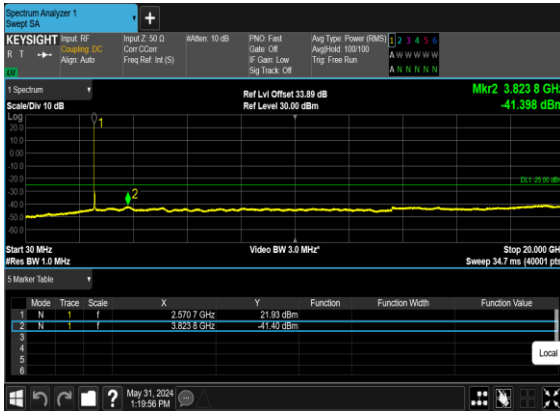 Spectrum Analyzer 1
Swept SA
+
KEYSIGHT
R T
LXI
Input: RF
Coupling: DC
Align: Auto
Input Z: 50 Ω
Corr CCorr
Freq Ref: Int (S)
#Atten: 10 dB
PNO: Fast
Gate: Off
IF Gain: Low
Sig Track: Off
Avg Type: Power (RMS)
Avg|Hold: 100/100
Trig: Free Run
1 2 3 4 5 6
A W W W W W
A N N N N N
1 Spectrum
Scale/Div 10 dB
Ref Lvl Offset 33.89 dB
Ref Level 30.00 dBm
Mkr2 3.823 8 GHz
-41.398 dBm
Log
20.0
10.0
0.00
-10.0
-20.0
-30.0
-40.0
-50.0
-60.0
1
2
DL1 -25.00 dBm
Start 30 MHz
#Res BW 1.0 MHz
Video BW 3.0 MHz*
Stop 20.000 GHz
Sweep 34.7 ms (40001 pts)
5 Marker Table
Mode Trace Scale X Y Function Function Width Function Value
1 N 1 f 2.570 7 GHz 21.93 dBm
2 N 1 f 3.823 8 GHz -41.40 dBm
3
4
5
6
Local
?
May 31, 2024
1:19:56 PM